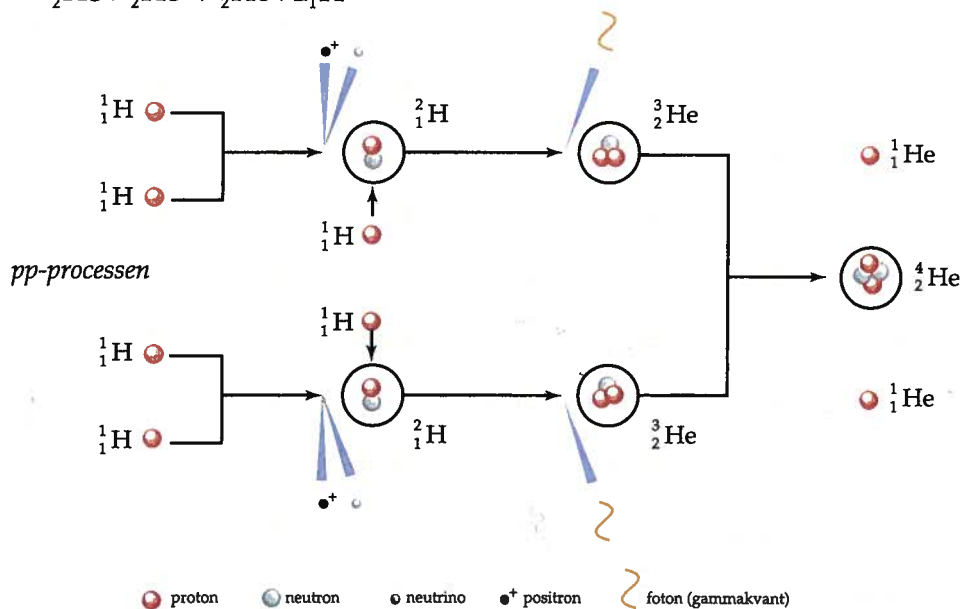 ●⁺
¹₁H
²₁H
³₂He
¹₁He
¹₁H
¹₁H
pp-processen
⁴₂He
¹₁H
¹₁H
¹₁H
²₁H
³₂He
¹₁He
●⁺
proton neutron neutrino ●⁺ positron foton (gammakvant)